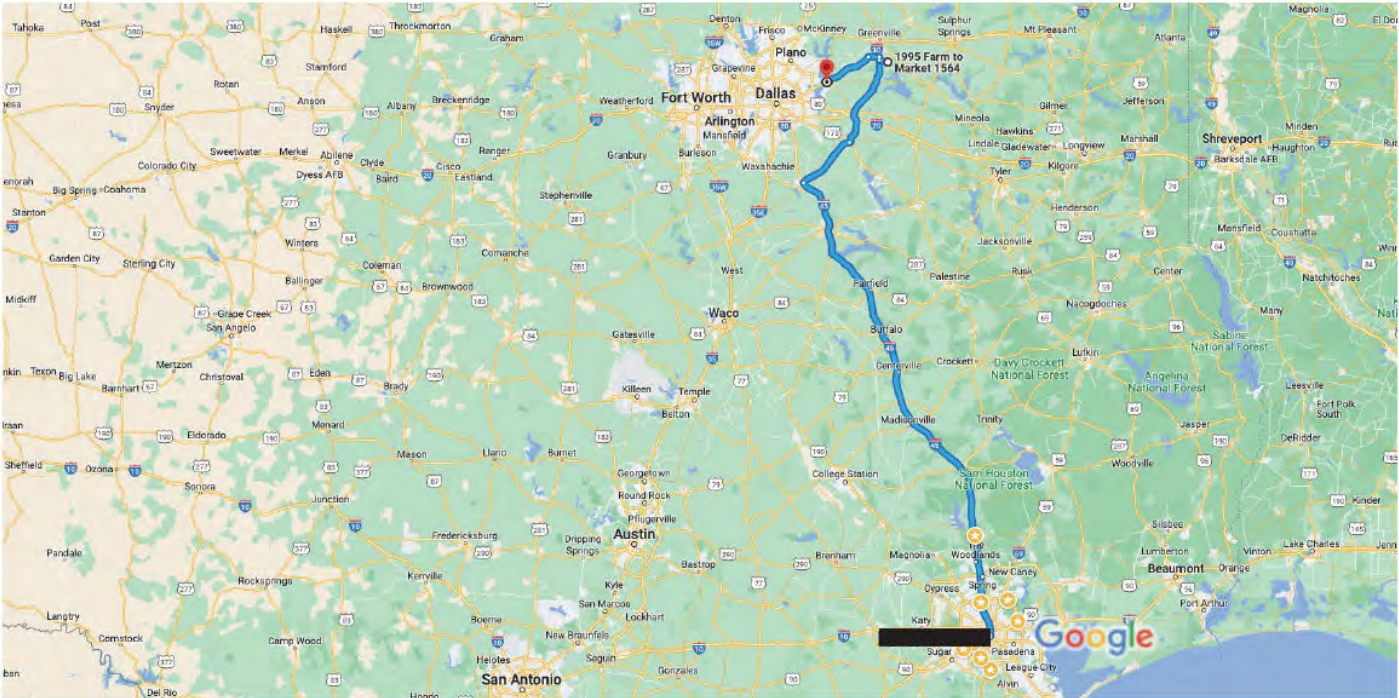 Tahoka
Post
Haskell
Throckmorton
Graham
Denton
Frisco
McKinney
Greenville
Sulphur
Springs
Mt Pleasant
Atlanta
Magnolia
Plano
Grapevine
1995 Farm to
Market 1564
Stamford
Rotan
Anson
Albany
Breckenridge
Weatherford
Fort Worth
Dallas
Snyder
Arlington
Mansfield
Mineola
Hawkins
Gilmer
Jefferson
Lindale
Gladewater
Longview
Marshall
Shreveport
Minden
Haughton
Barksdale AFB
Sweetwater
Merkel
Abilene
Dyess AFB
Clyde
Baird
Cisco
Eastland
Ranger
Granbury
Burleson
Waxahachie
Kilgore
Tyler
Colorado City
Big Spring
Coahoma
Stanton
Stephenville
Henderson
Mansfield
Coushatta
Winters
Garden City
Sterling City
Coleman
Comanche
Jacksonville
Ballinger
Brownwood
West
Fairfield
Palestine
Rusk
Center
Natchitoches
Midkiff
Grape Creek
San Angelo
Waco
Nacogdoches
Many
Gatesville
Buffalo
Mertzon
Christoval
Eden
Brady
Centerville
Crockett
Lufkin
Davy Crockett
National Forest
Sabine
National Forest
Angelina
National Forest
Texon
Big Lake
Barnhart
Killeen
Temple
Belton
Leesville
Fort Polk
South
Menard
Madisonville
Trinity
Jasper
DeRidder
Eldorado
Mason
Llano
Burnet
Woodville
Sheffield
Ozona
Sonora
Junction
Georgetown
Round Rock
Pflugerville
College Station
Sam Houston
National Forest
Kinder
Fredericksburg
Dripping
Springs
Austin
Silsbee
Pandale
Rocksprings
Kerrville
Bastrop
Brenham
Magnolia
The
Woodlands
New Caney
Spring
Lumberton
Beaumont
Vinton
Orange
Lake Charles
Kyle
San Marcos
Lockhart
Cypress
Katy
Port Arthur
Langtry
Comstock
Camp Wood
Boerne
New Braunfels
Seguin
Gonzales
Google
Sugar
Pasadena
League City
Alvin
Helotes
San Antonio
Del Rio